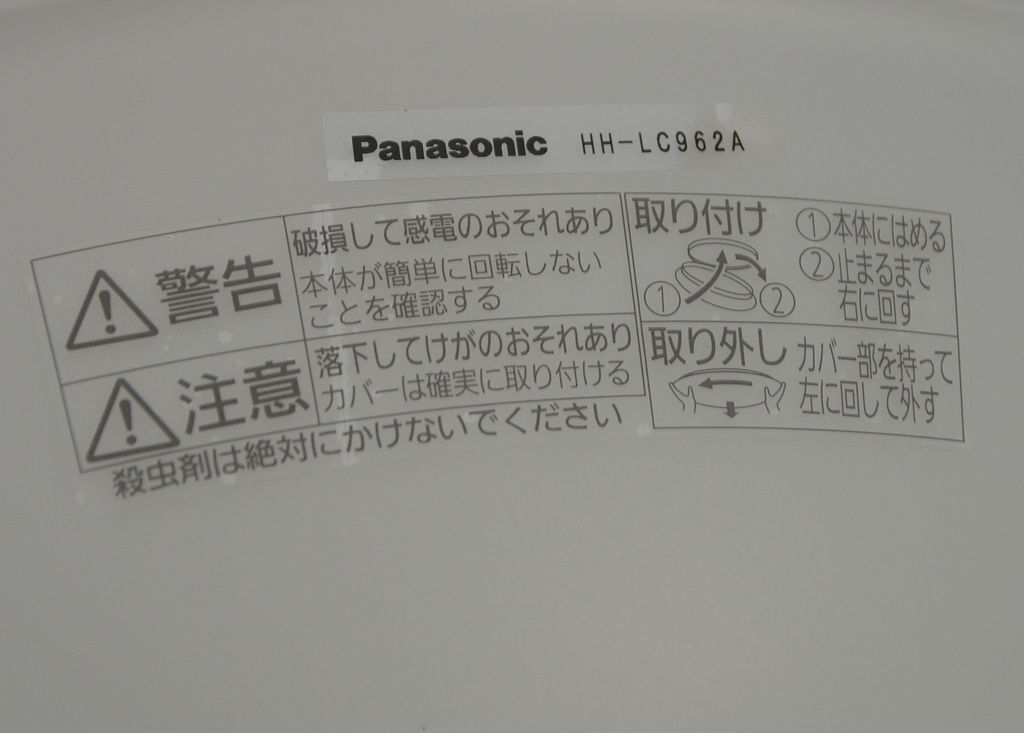 Panasonic HH-LC962A
警告
破損して感電のおそれあり
本体が簡単に回転しない
ことを確認する
注意
落下してけがのおそれあり
カバーは確実に取り付ける
殺虫剤は絶対にかけないでください
取り付け
① ②
①本体にはめる
②止まるまで
右に回す
取り外し
カバー部を持って
左に回して外す